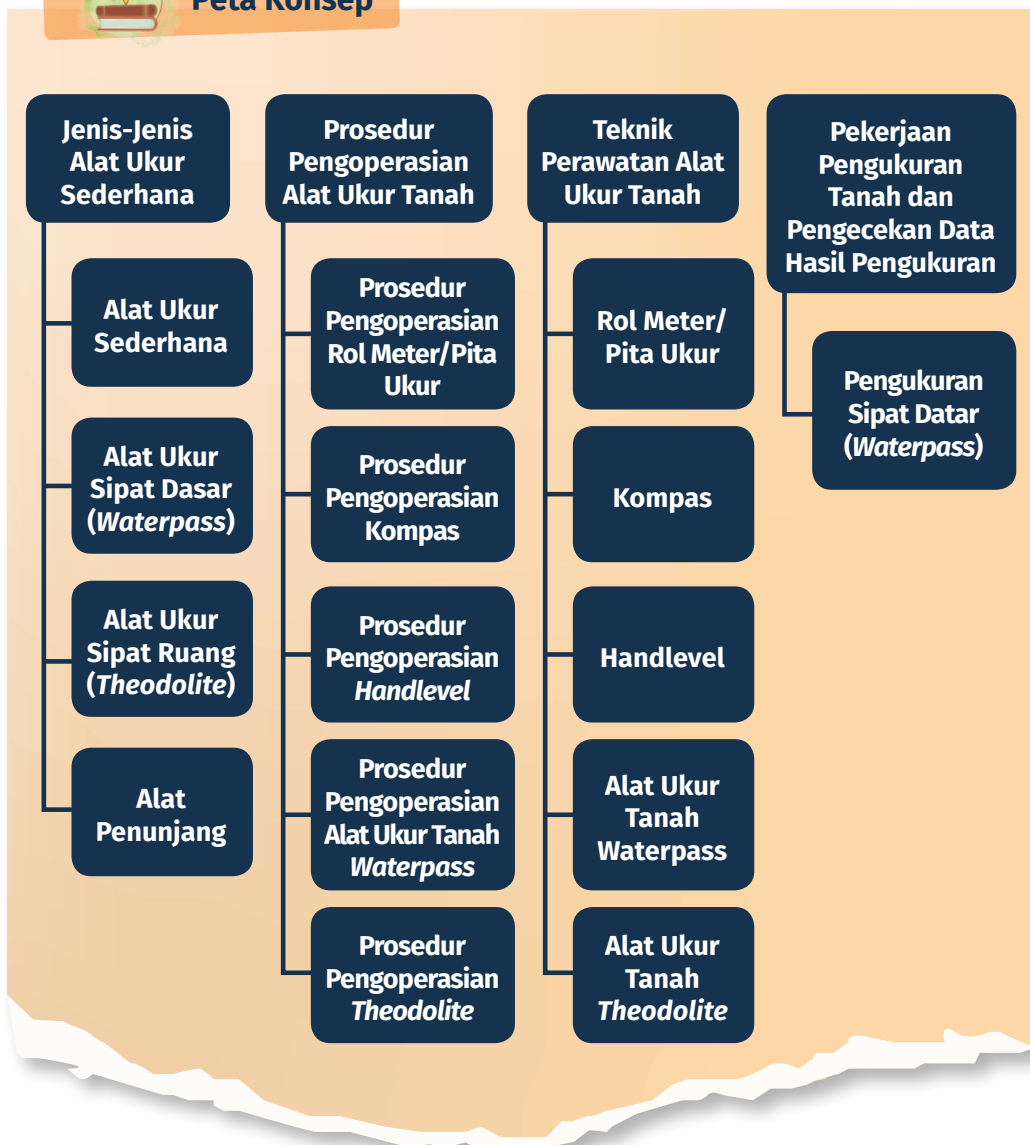 Peta Konsep
Jenis-Jenis
Alat Ukur
Sederhana
Alat Ukur
Sederhana
Alat Ukur
Sipat Dasar
(Waterpass)
Alat Ukur
Sipat Ruang
(Theodolite)
Alat
Penunjang
Prosedur
Pengoperasian
Alat Ukur Tanah
Prosedur
Pengoperasian
Rol Meter/Pita
Ukur
Prosedur
Pengoperasian
Kompas
Prosedur
Pengoperasian
Handlevel
Prosedur
Pengoperasian
Alat Ukur Tanah
Waterpass
Prosedur
Pengoperasian
Theodolite
Teknik
Perawatan Alat
Ukur Tanah
Rol Meter/
Pita Ukur
Kompas
Handlevel
Alat Ukur
Tanah
Waterpass
Alat Ukur
Tanah
Theodolite
Pekerjaan
Pengukuran
Tanah dan
Pengecekan Data
Hasil Pengukuran
Pengukuran
Sipat Datar
(Waterpass)